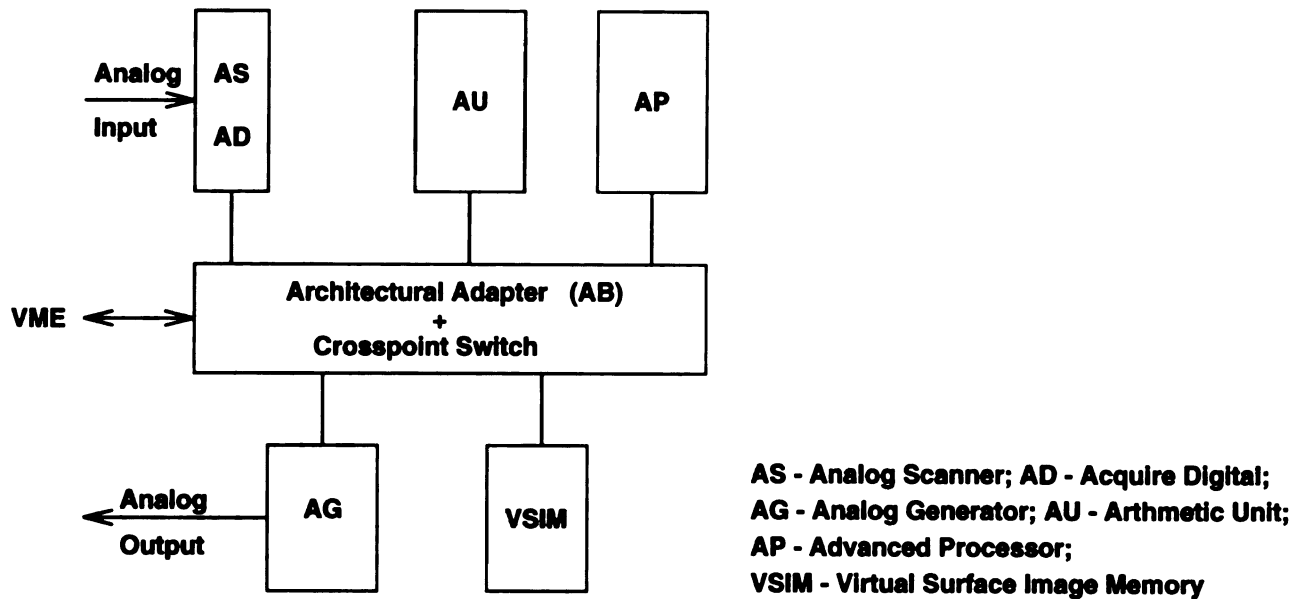 Analog
Input
AS
AD
AU
AP
Architectural Adapter (AB)
+
Crosspoint Switch
VME
Analog
Output
AG
VSIM
AS - Analog Scanner; AD - Acquire Digital;
AG - Analog Generator; AU - Arthmetic Unit;
AP - Advanced Processor;
VSIM - Virtual Surface Image Memory